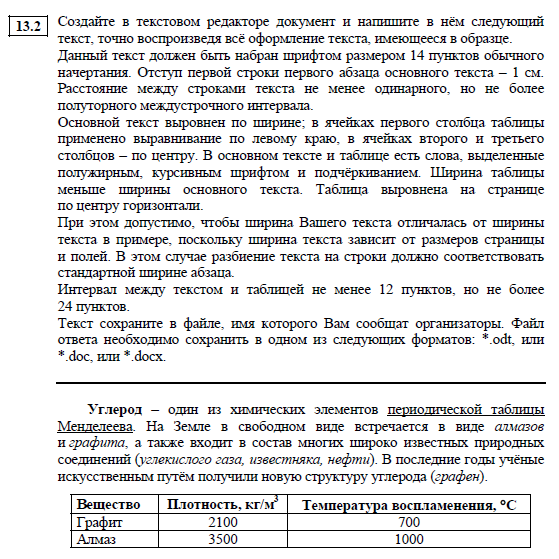 13.2 Создайте в текстовом редакторе документ и напишите в нём следующий
текст, точно воспроизведя всё оформление текста, имеющееся в образце.
Данный текст должен быть набран шрифтом размером 14 пунктов обычного
начертания. Отступ первой строки первого абзаца основного текста – 1 см.
Расстояние между строками текста не менее одинарного, но не более
полуторного междустрочного интервала.
Основной текст выровнен по ширине; в ячейках первого столбца таблицы
применено выравнивание по левому краю, в ячейках второго и третьего
столбцов – по центру. В основном тексте и таблице есть слова, выделенные
полужирным, курсивным шрифтом и подчёркиванием. Ширина таблицы
меньше ширины основного текста. Таблица выровнена на странице
по центру горизонтали.
При этом допустимо, чтобы ширина Вашего текста отличалась от ширины
текста в примере, поскольку ширина текста зависит от размеров страницы
и полей. В этом случае разбиение текста на строки должно соответствовать
стандартной ширине абзаца.
Интервал между текстом и таблицей не менее 12 пунктов, но не более
24 пунктов.
Текст сохраните в файле, имя которого Вам сообщат организаторы. Файл
ответа необходимо сохранить в одном из следующих форматов: *.odt, или
*.doc, или *.docx.
Углерод – один из химических элементов периодической таблицы
Менделеева. На Земле в свободном виде встречается в виде алмазов
и графита, а также входит в состав многих широко известных природных
соединений (углекислого газа, известняка, нефти). В последние годы учёные
искусственным путём получили новую структуру углерода (графен).
Вещество Плотность, кг/м³ Температура воспламенения, °С
Графит 2100 700
Алмаз 3500 1000